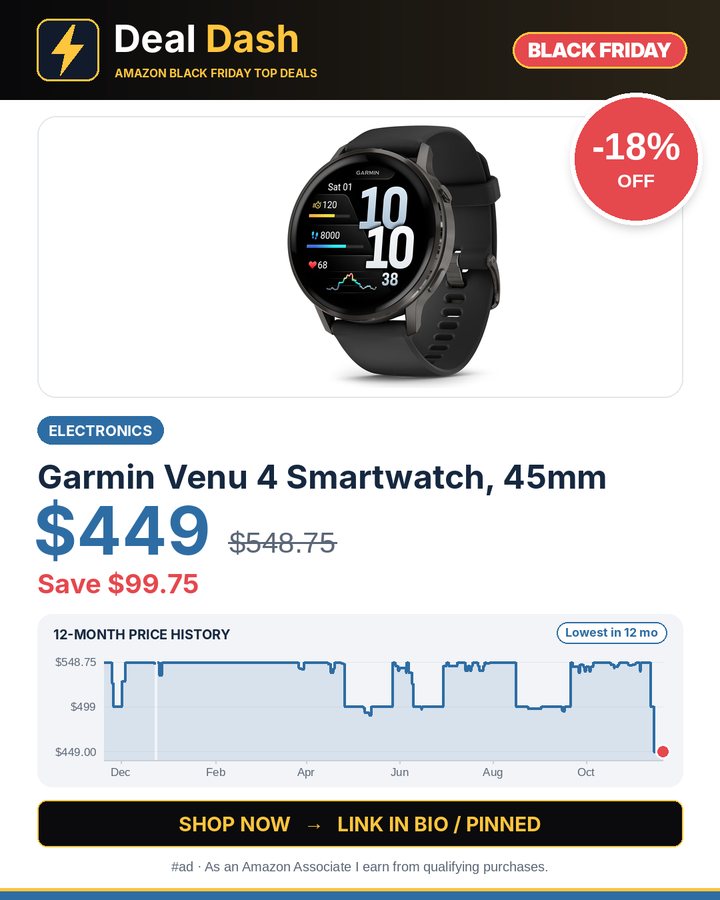 Deal Dash
AMAZON BLACK FRIDAY TOP DEALS
BLACK FRIDAY
-18%
OFF
GARMIN
Sat 01
120
8000
68
10
10
38
ELECTRONICS
Garmin Venu 4 Smartwatch, 45mm
$449 $548.75
Save $99.75
12-MONTH PRICE HISTORY
Lowest in 12 mo
$548.75
$499
$449.00
Dec Feb Apr Jun Aug Oct
SHOP NOW → LINK IN BIO / PINNED
#ad · As an Amazon Associate I earn from qualifying purchases.